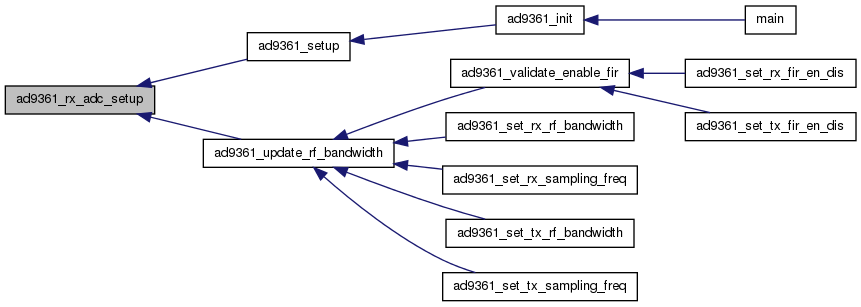 ad9361_rx_adc_setup
ad9361_setup
ad9361_init
main
ad9361_update_rf_bandwidth
ad9361_validate_enable_fir
ad9361_set_rx_fir_en_dis
ad9361_set_tx_fir_en_dis
ad9361_set_rx_rf_bandwidth
ad9361_set_rx_sampling_freq
ad9361_set_tx_rf_bandwidth
ad9361_set_tx_sampling_freq